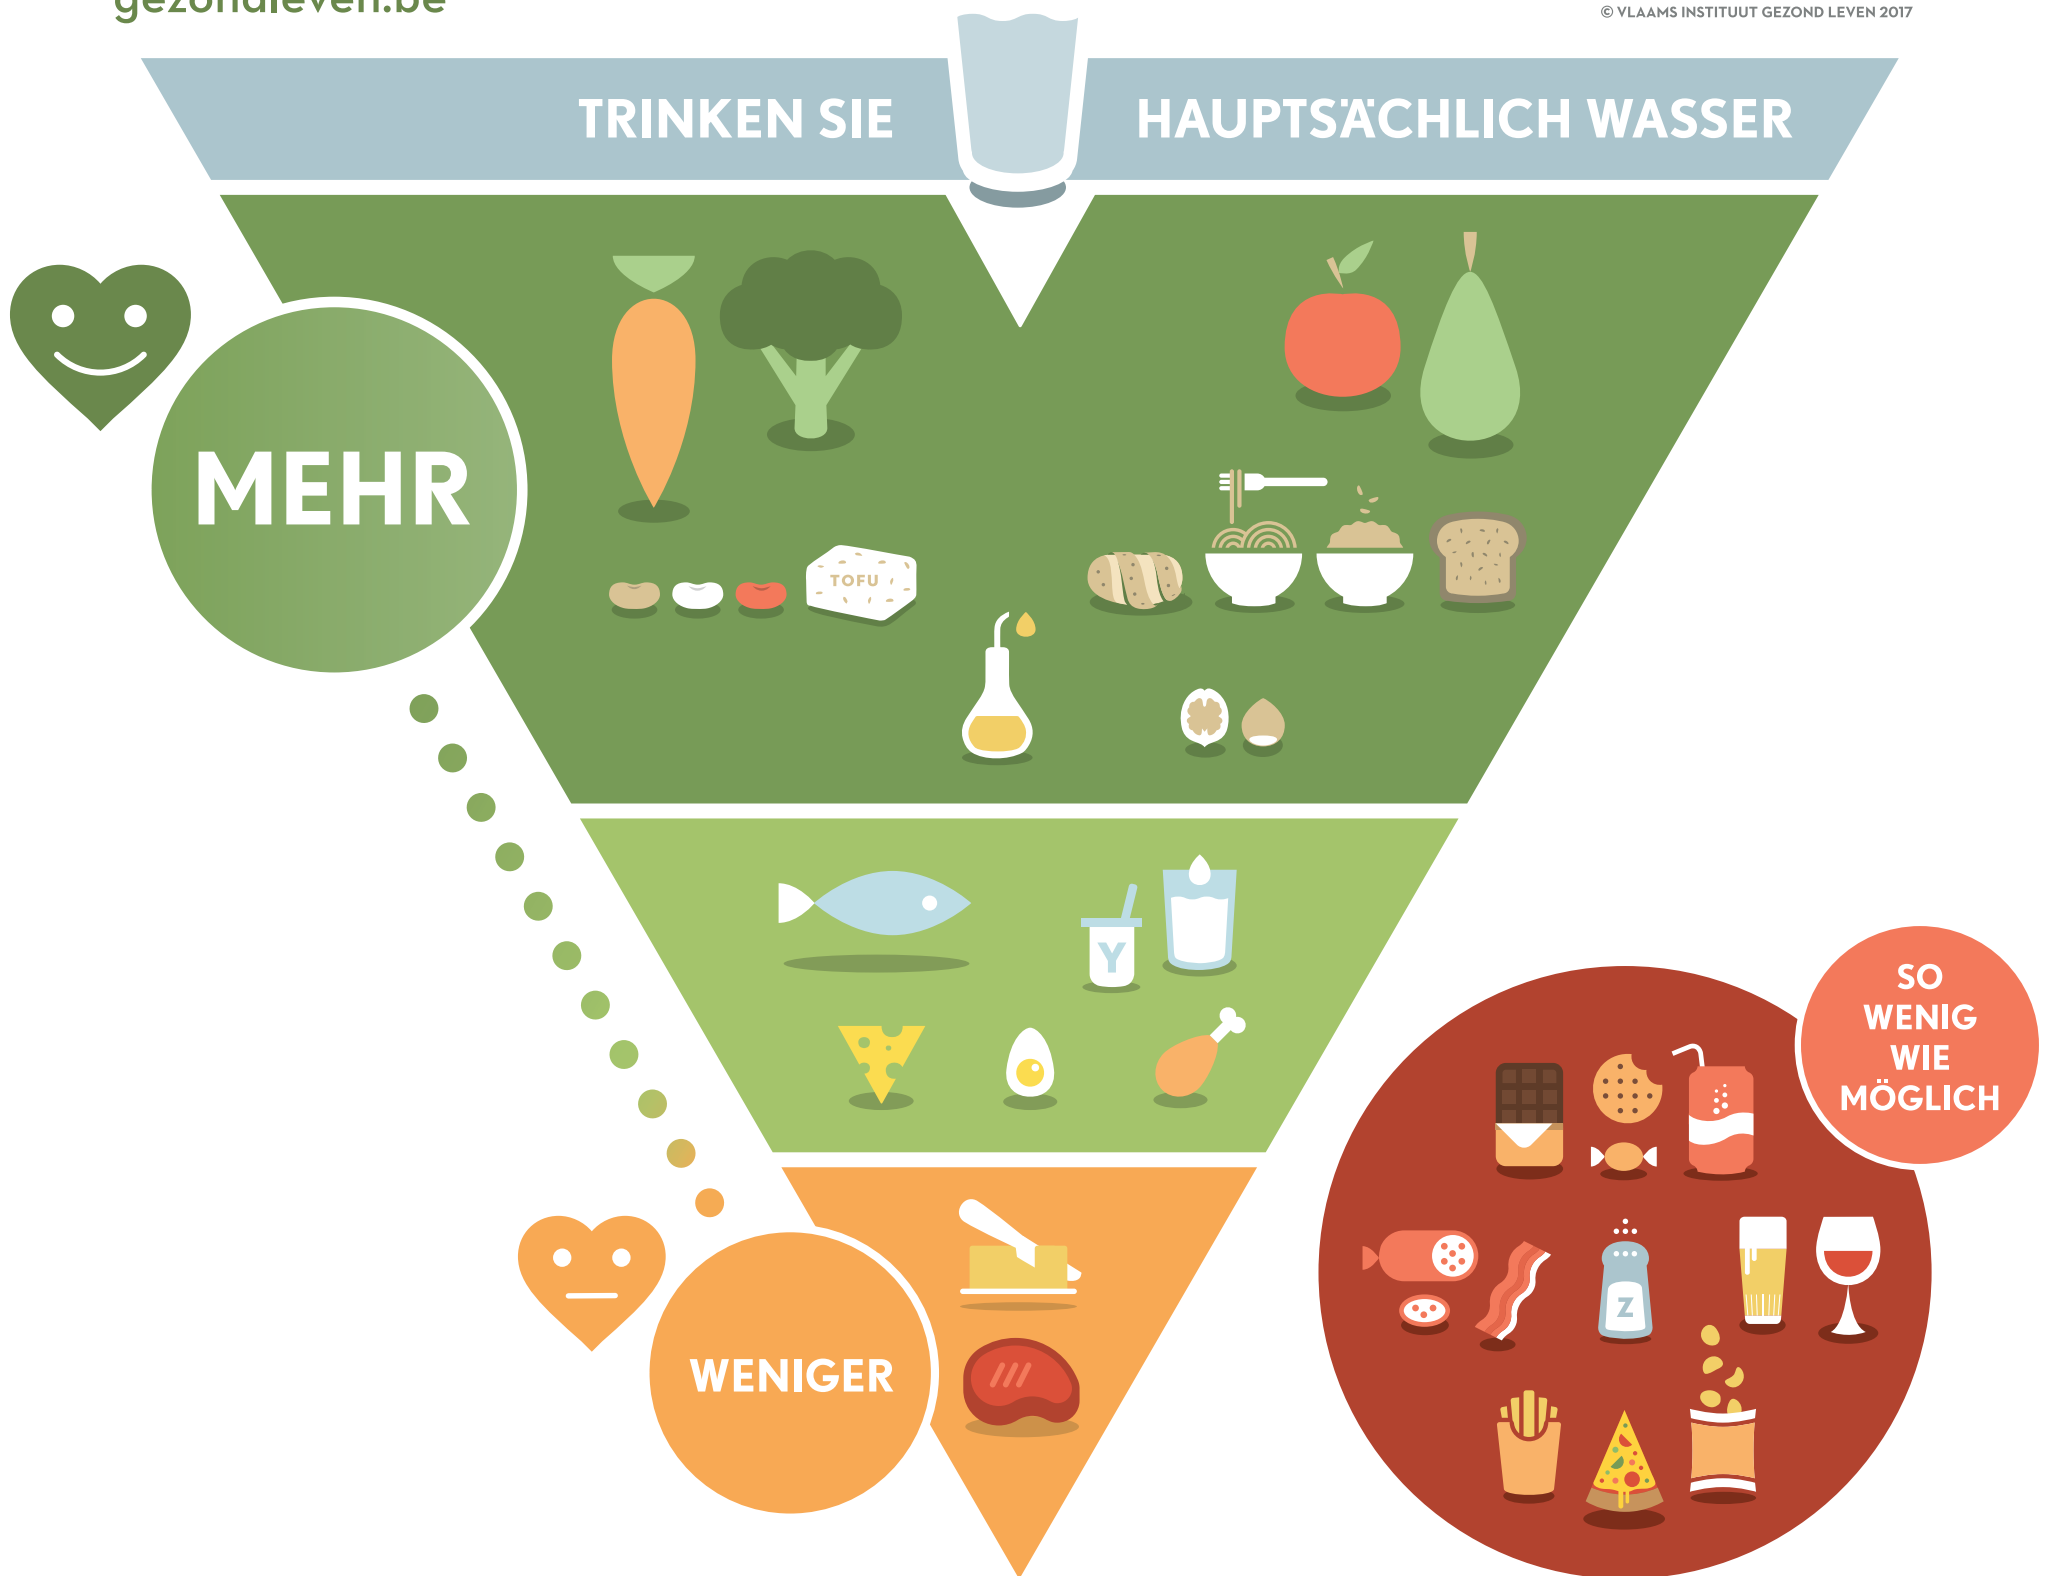 gezondleven.be
© VLAAMS INSTITUUT GEZOND LEVEN 2017
TRINKEN SIE HAUPTSÄCHLICH WASSER
MEHR
TOFU
Y
SO
WENIG
WIE
MÖGLICH
Z
WENIGER